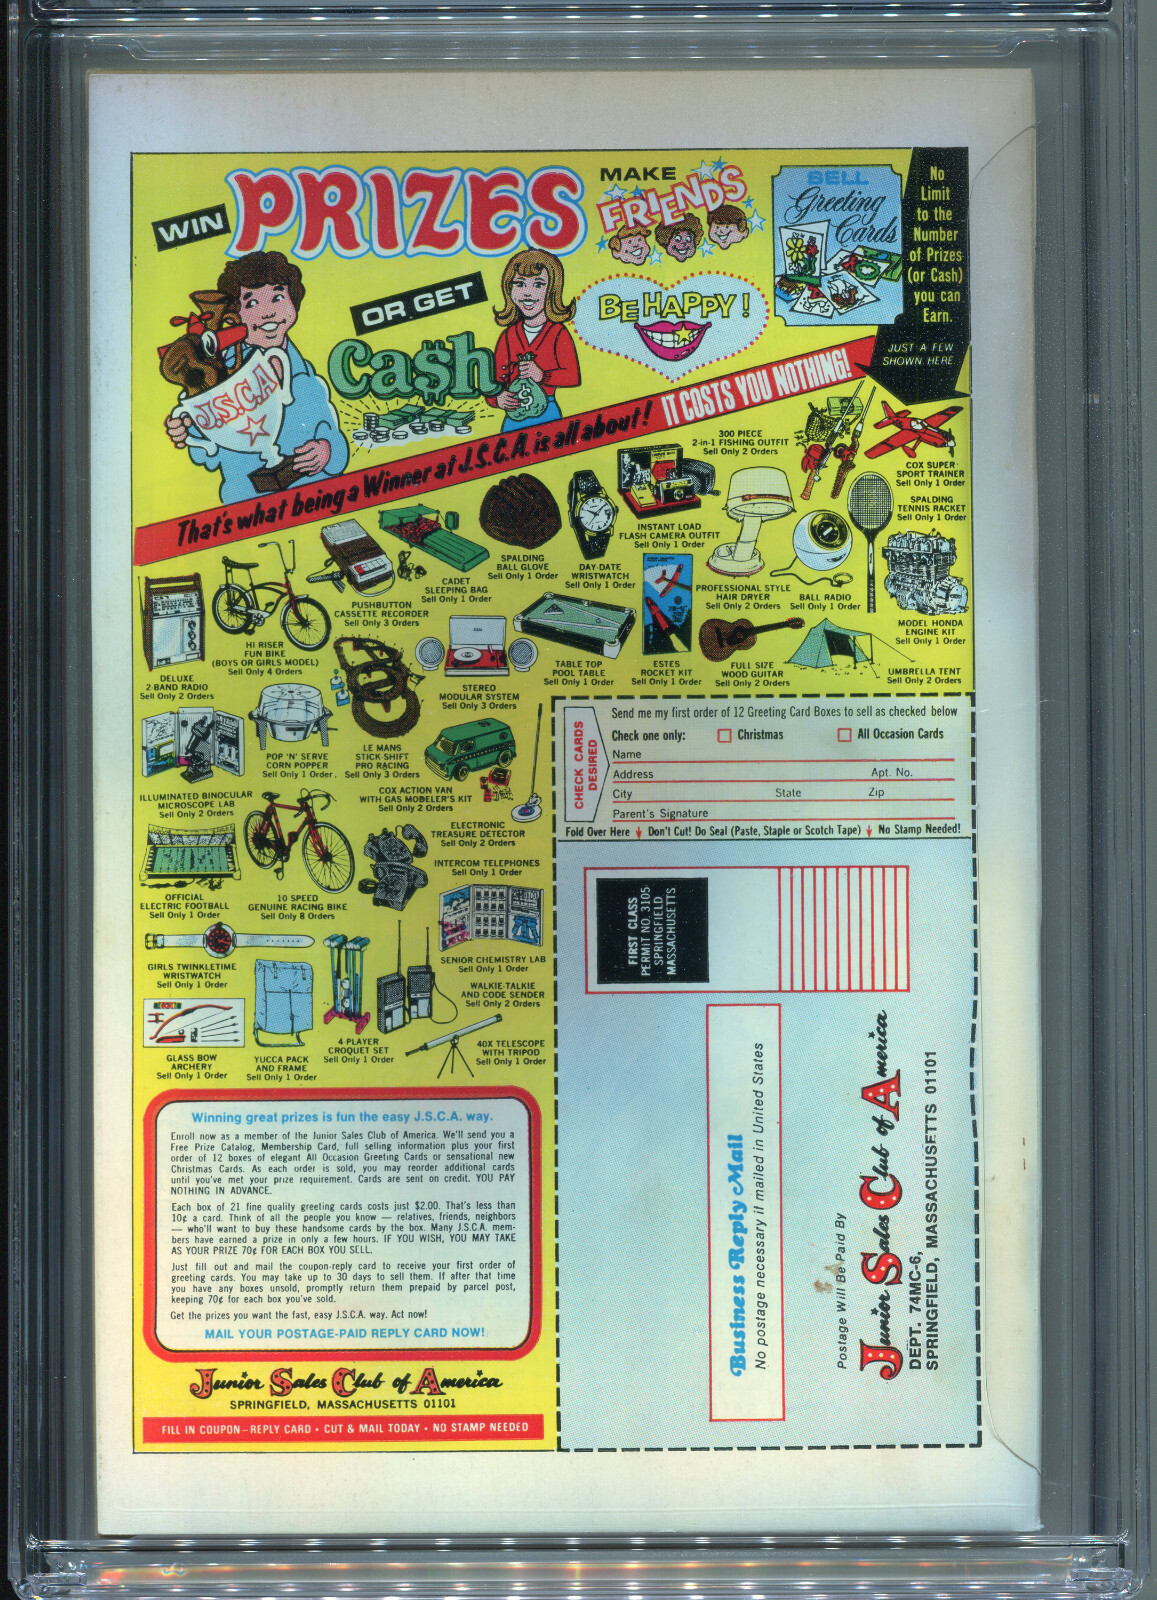 WIN
PRIZES
OR GET
Ca$h
MAKE
FRIENDS
BE HAPPY!
SELL
Greeting
Cards
No
Limit
to the
Number
of Prizes
(or Cash)
you can
Earn.
JUST A FEW
SHOWN HERE
J.S.C.A.
$
That's what being a Winner at J.S.C.A. is all about! IT COSTS YOU NOTHING!
300 PIECE
2-in-1 FISHING OUTFIT
Sell Only 2 Orders
COX SUPER-
SPORT TRAINER
Sell Only 1 Order
SPALDING
TENNIS RACKET
Sell Only 1 Order
INSTANT LOAD
FLASH CAMERA OUTFIT
Sell Only 1 Order
SPALDING
BALL GLOVE
Sell Only 1 Order
DAY-DATE
WRISTWATCH
Sell Only 1 Order
CADET
SLEEPING BAG
Sell Only 1 Order
PUSHBUTTON
CASSETTE RECORDER
Sell Only 3 Orders
PROFESSIONAL STYLE
HAIR DRYER
Sell Only 2 Orders
BALL RADIO
Sell Only 1 Order
MODEL HONDA
ENGINE KIT
Sell Only 1 Order
HI RISER
FUN BIKE
(BOYS OR GIRLS MODEL)
Sell Only 4 Orders
DELUXE
2-BAND RADIO
Sell Only 2 Orders
STEREO
MODULAR SYSTEM
Sell Only 3 Orders
TABLE TOP
POOL TABLE
Sell Only 1 Order
ESTES
ROCKET KIT
Sell Only 1 Order
FULL SIZE
WOOD GUITAR
Sell Only 2 Orders
UMBRELLA TENT
Sell Only 2 Orders
POP 'N' SERVE
CORN POPPER
Sell Only 1 Order
LE MANS
STICK-SHIFT
PRO RACING
Sell Only 3 Orders
ILLUMINATED BINOCULAR
MICROSCOPE LAB
Sell Only 2 Orders
COX ACTION VAN
WITH GAS MOBELER'S KIT
Sell Only 2 Orders
ELECTRONIC
TREASURE DETECTOR
Sell Only 2 Orders
INTERCOM TELEPHONES
Sell Only 1 Order
OFFICIAL
ELECTRIC FOOTBALL
Sell Only 1 Order
10 SPEED
GENUINE RACING BIKE
Sell Only 8 Orders
SENIOR CHEMISTRY LAB
Sell Only 1 Order
GIRLS TWINKLETIME
WRISTWATCH
Sell Only 1 Order
WALKIE-TALKIE
AND CODE SENDER
Sell Only 2 Orders
GLASS BOW
ARCHERY
Sell Only 1 Order
YUCCA PACK
AND FRAME
Sell Only 1 Order
4-PLAYER
CROQUET SET
Sell Only 1 Order
40X TELESCOPE
WITH TRIPOD
Sell Only 1 Order
Winning great prizes is fun the easy J.S.C.A. way.
Enroll now as a member of the Junior Sales Club of America. We'll send you a
Free Prize Catalog, Membership Card, full selling information plus your first
order of 12 boxes of elegant All Occasion Greeting Cards or sensational new
Christmas Cards. As each order is sold, you may reorder additional cards
until you've met your prize requirement. Cards are sent on credit. YOU PAY
NOTHING IN ADVANCE.
Each box of 21 fine quality greeting cards costs just $2.00. That's less than
10¢ a card. Think of all the people you know — relatives, friends, neighbors
— who'll want to buy these handsome cards by the box. Many J.S.C.A. mem-
bers have earned a prize in only a few hours. IF YOU WISH, YOU MAY TAKE
AS YOUR PRIZE 70¢ FOR EACH BOX YOU SELL.
Just fill out and mail the coupon-reply card to receive your first order of
greeting cards. You may take up to 30 days to sell them. If after that time
you have any boxes unsold, promptly return them prepaid by parcel post,
keeping 70¢ for each box you've sold.
Get the prizes you want the fast, easy J.S.C.A. way. Act now!
MAIL YOUR POSTAGE-PAID REPLY CARD NOW!
Junior Sales Club of America
SPRINGFIELD, MASSACHUSETTS 01101
FILL IN COUPON-REPLY CARD • CUT & MAIL TODAY • NO STAMP NEEDED
CHECK CARDS
DESIRED
Send me my first order of 12 Greeting Card Boxes to sell as checked below
Check one only: Christmas All Occasion Cards
Name
Address Apt. No.
City State Zip
Parent's Signature
Fold Over Here Don't Cut! Do Seal (Paste, Staple or Scotch Tape) No Stamp Needed!
FIRST CLASS
PERMIT NO. 3105
SPRINGFIELD
MASSACHUSETTS
Business Reply Mail
No postage necessary if mailed in United States
Postage Will Be Paid By
Junior Sales Club of America
DEPT. 74MC-6,
SPRINGFIELD, MASSACHUSETTS 01101